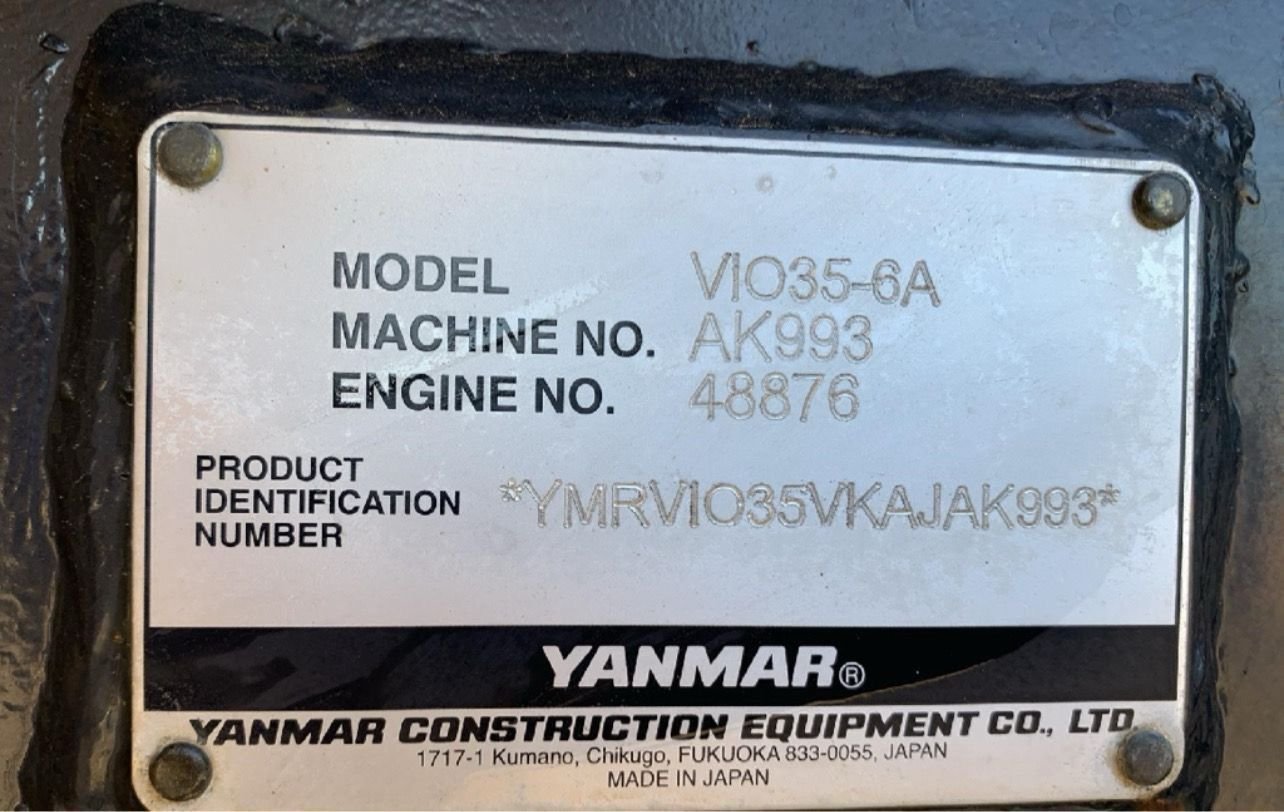 MODEL VIO35-6A
MACHINE NO. AK993
ENGINE NO. 48876
PRODUCT
IDENTIFICATION
NUMBER
*YMRVIO35VKAJAK993*
YANMAR®
YANMAR CONSTRUCTION EQUIPMENT CO., LTD.
1717-1 Kumano, Chikugo, FUKUOKA 833-0055, JAPAN
MADE IN JAPAN